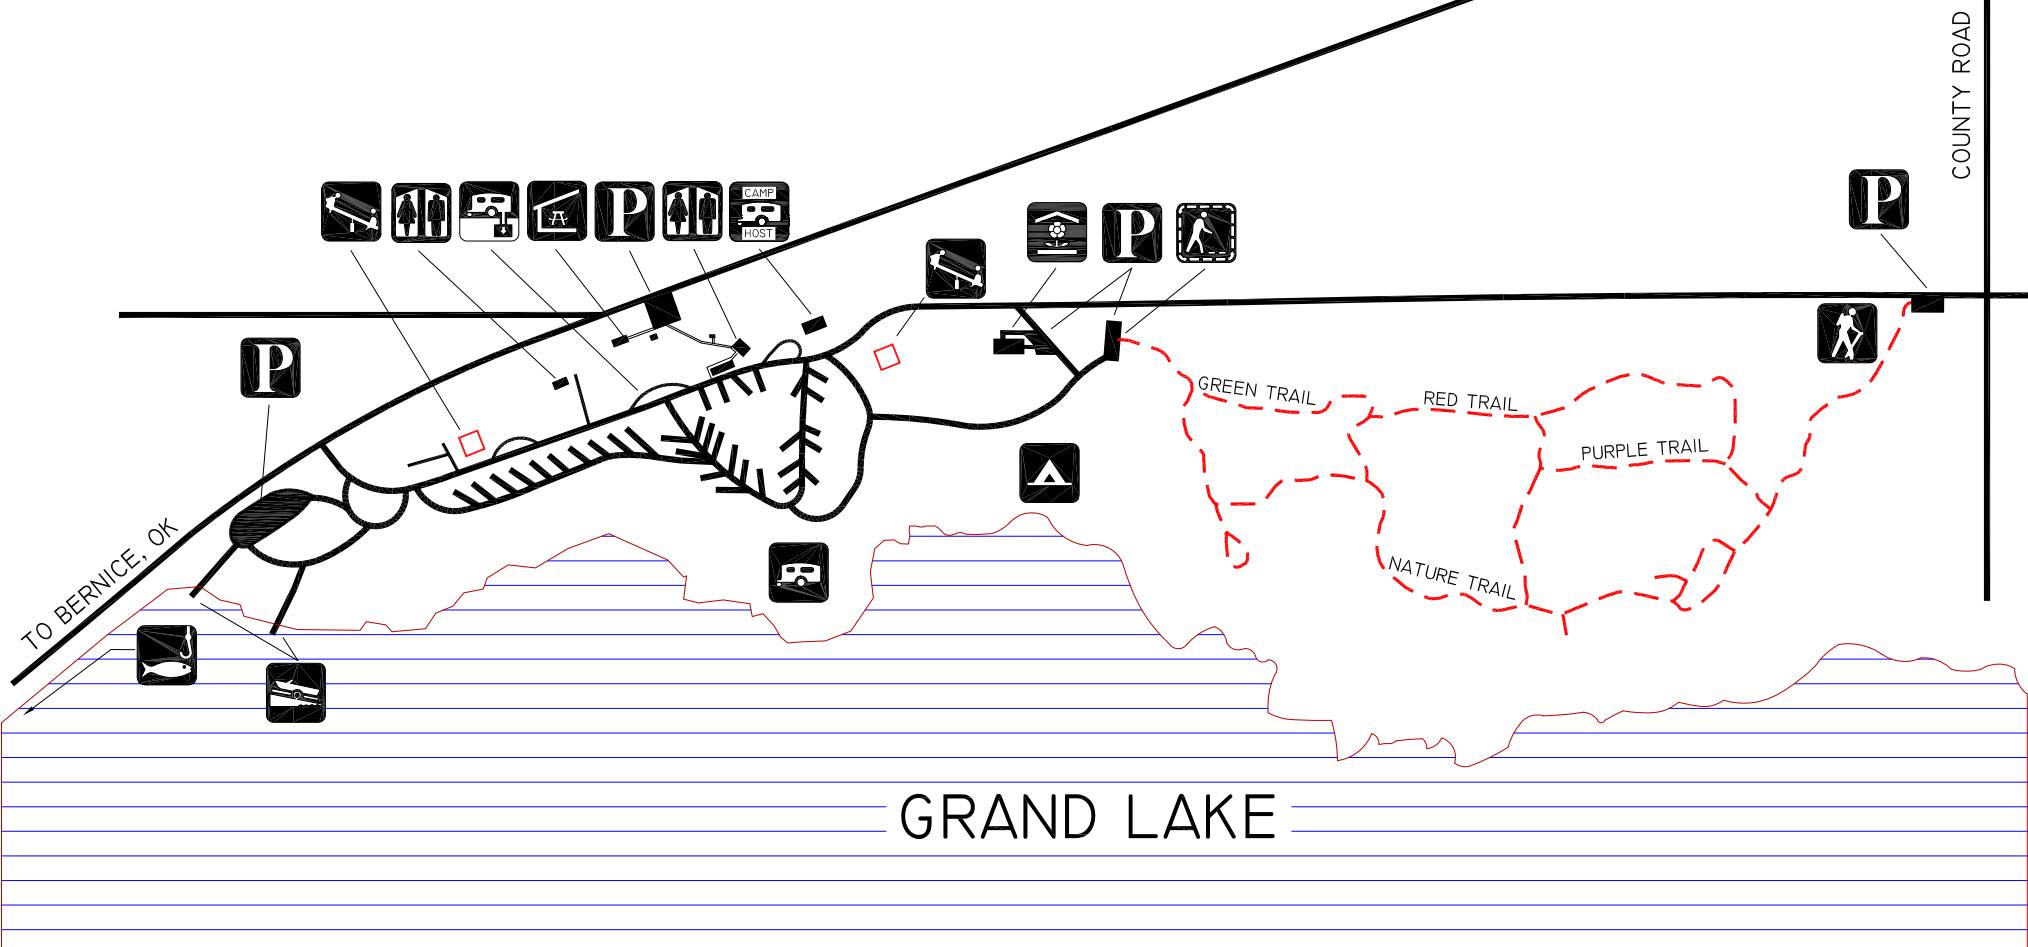 COUNTY ROAD
P
CAMP
HOST
P
P
P
P
GREEN TRAIL
RED TRAIL
PURPLE TRAIL
NATURE TRAIL
TO BERNICE, OK
GRAND LAKE